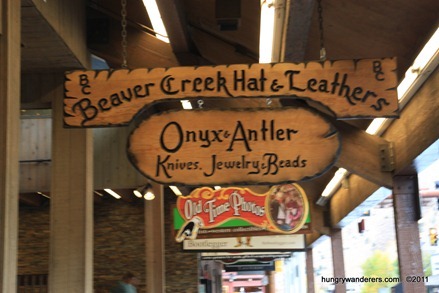 BC
Beaver Creek Hat & Leathers
BC
Onyx & Antler
Knives, Jewelry & Beads
Old Time Photos
Bootlegger
hungrywanderers.com ©2011